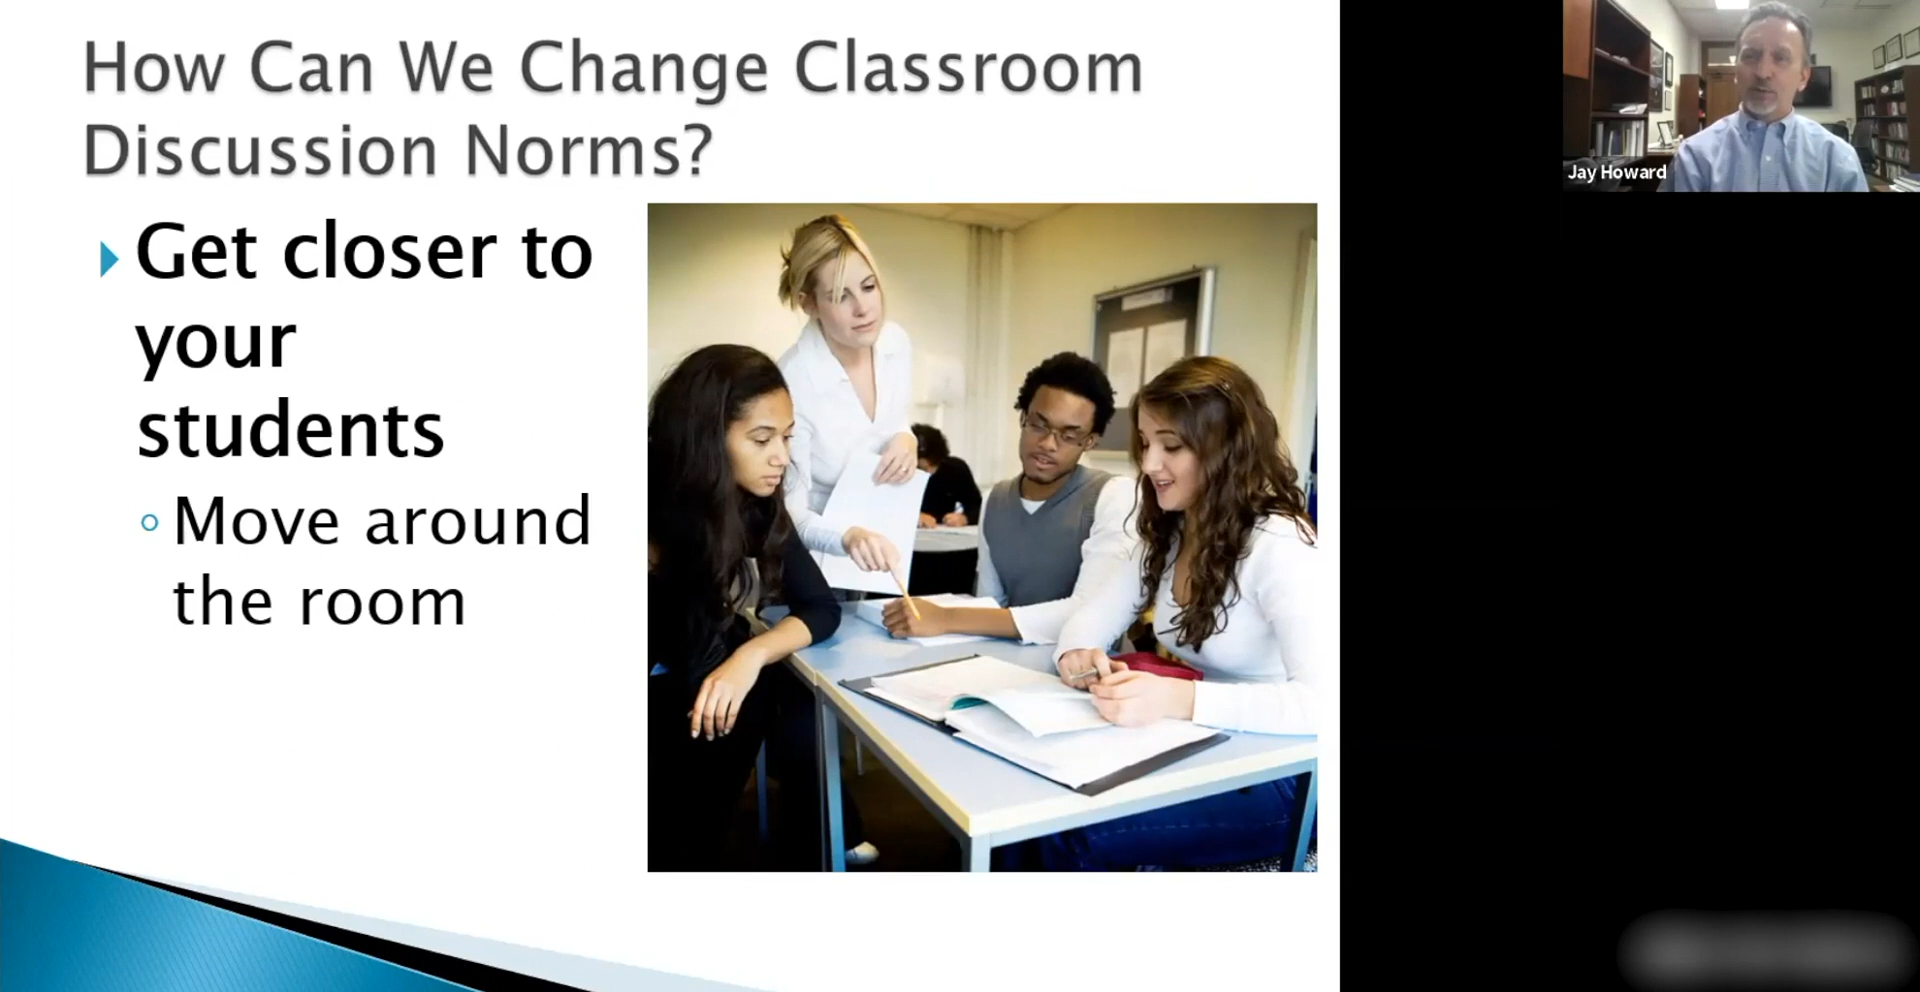 How Can We Change Classroom
Discussion Norms?
Get closer to
your
students
Move around
the room
Jay Howard